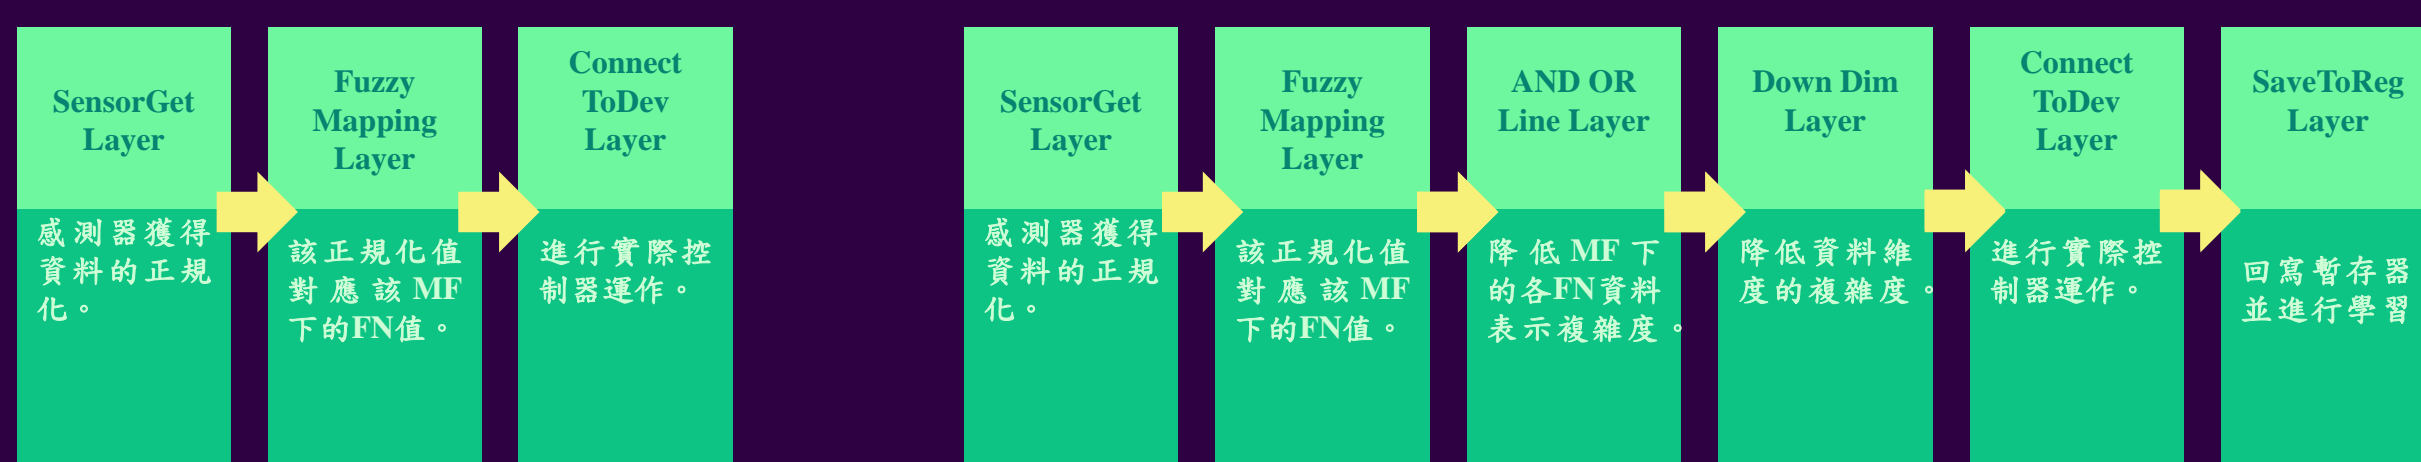 SensorGet
Layer
感測器獲得
資料的正規
化。
Fuzzy
Mapping
Layer
該正規化值
對應該MF
下的FN值。
Connect
ToDev
Layer
進行實際控
制器運作。
SensorGet
Layer
感測器獲得
資料的正規
化。
Fuzzy
Mapping
Layer
該正規化值
對應該MF
下的FN值。
AND OR
Line Layer
降低MF下
的各FN資料
表示複雜度。
Down Dim
Layer
降低資料維
度的複雜度。
Connect
ToDev
Layer
進行實際控
制器運作。
SaveToReg
Layer
回寫暫存器
並進行學習